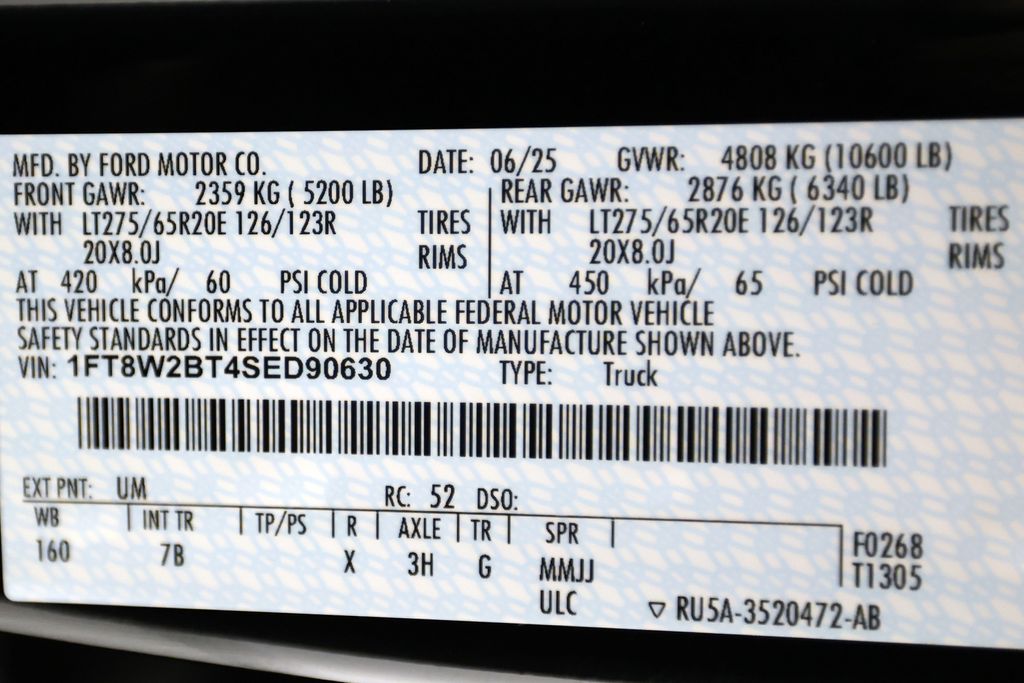 MFD. BY FORD MOTOR CO. DATE: 06/25 GVWR: 4808 KG (10600 LB)
FRONT GAWR: 2359 KG ( 5200 LB) REAR GAWR: 2876 KG ( 6340 LB)
WITH LT275/65R20E 126/123R TIRES WITH LT275/65R20E 126/123R TIRES
20X8.0J RIMS 20X8.0J RIMS
AT 420 kPa/ 60 PSI COLD AT 450 kPa/ 65 PSI COLD
THIS VEHICLE CONFORMS TO ALL APPLICABLE FEDERAL MOTOR VEHICLE
SAFETY STANDARDS IN EFFECT ON THE DATE OF MANUFACTURE SHOWN ABOVE.
VIN: 1FT8W2BT4SED90630 TYPE: Truck
EXT PNT: UM RC: 52 DSO:
WB INT TR TP/PS R AXLE TR SPR F0268
160 7B X 3H G MMJJ T1305
ULC RU5A-3520472-AB